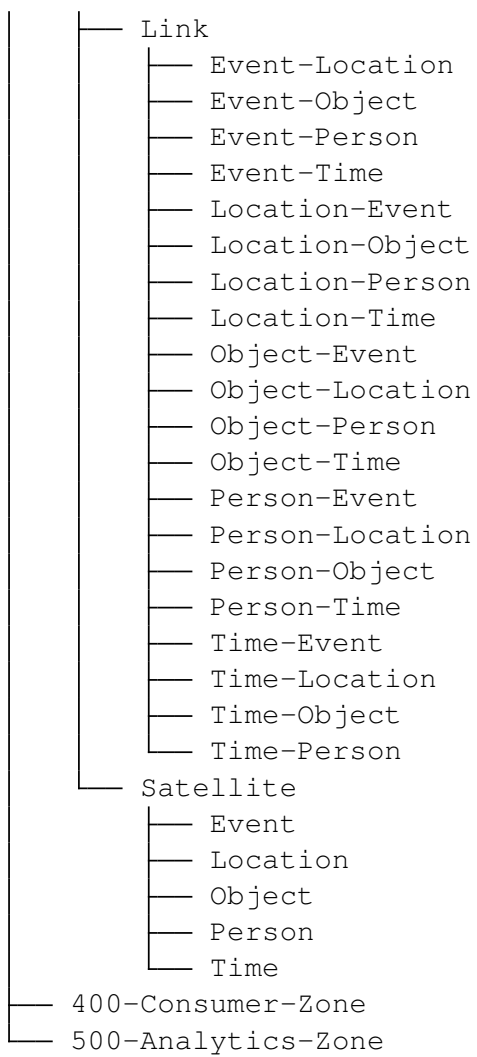 Link
Event-Location
Event-Object
Event-Person
Event-Time
Location-Event
Location-Object
Location-Person
Location-Time
Object-Event
Object-Location
Object-Person
Object-Time
Person-Event
Person-Location
Person-Object
Person-Time
Time-Event
Time-Location
Time-Object
Time-Person
Satellite
Event
Location
Object
Person
Time
400-Consumer-Zone
500-Analytics-Zone